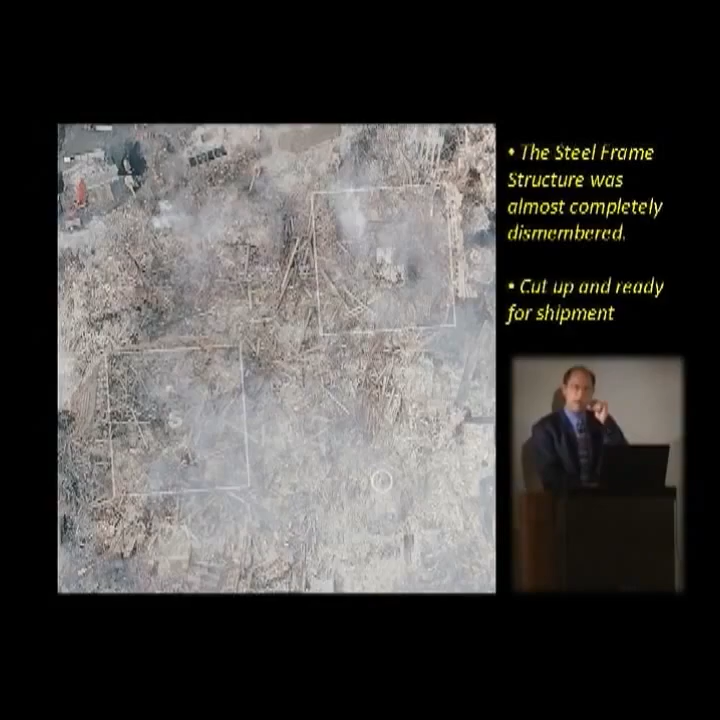 • The Steel Frame
Structure was
almost completely
dismembered.
• Cut up and ready
for shipment